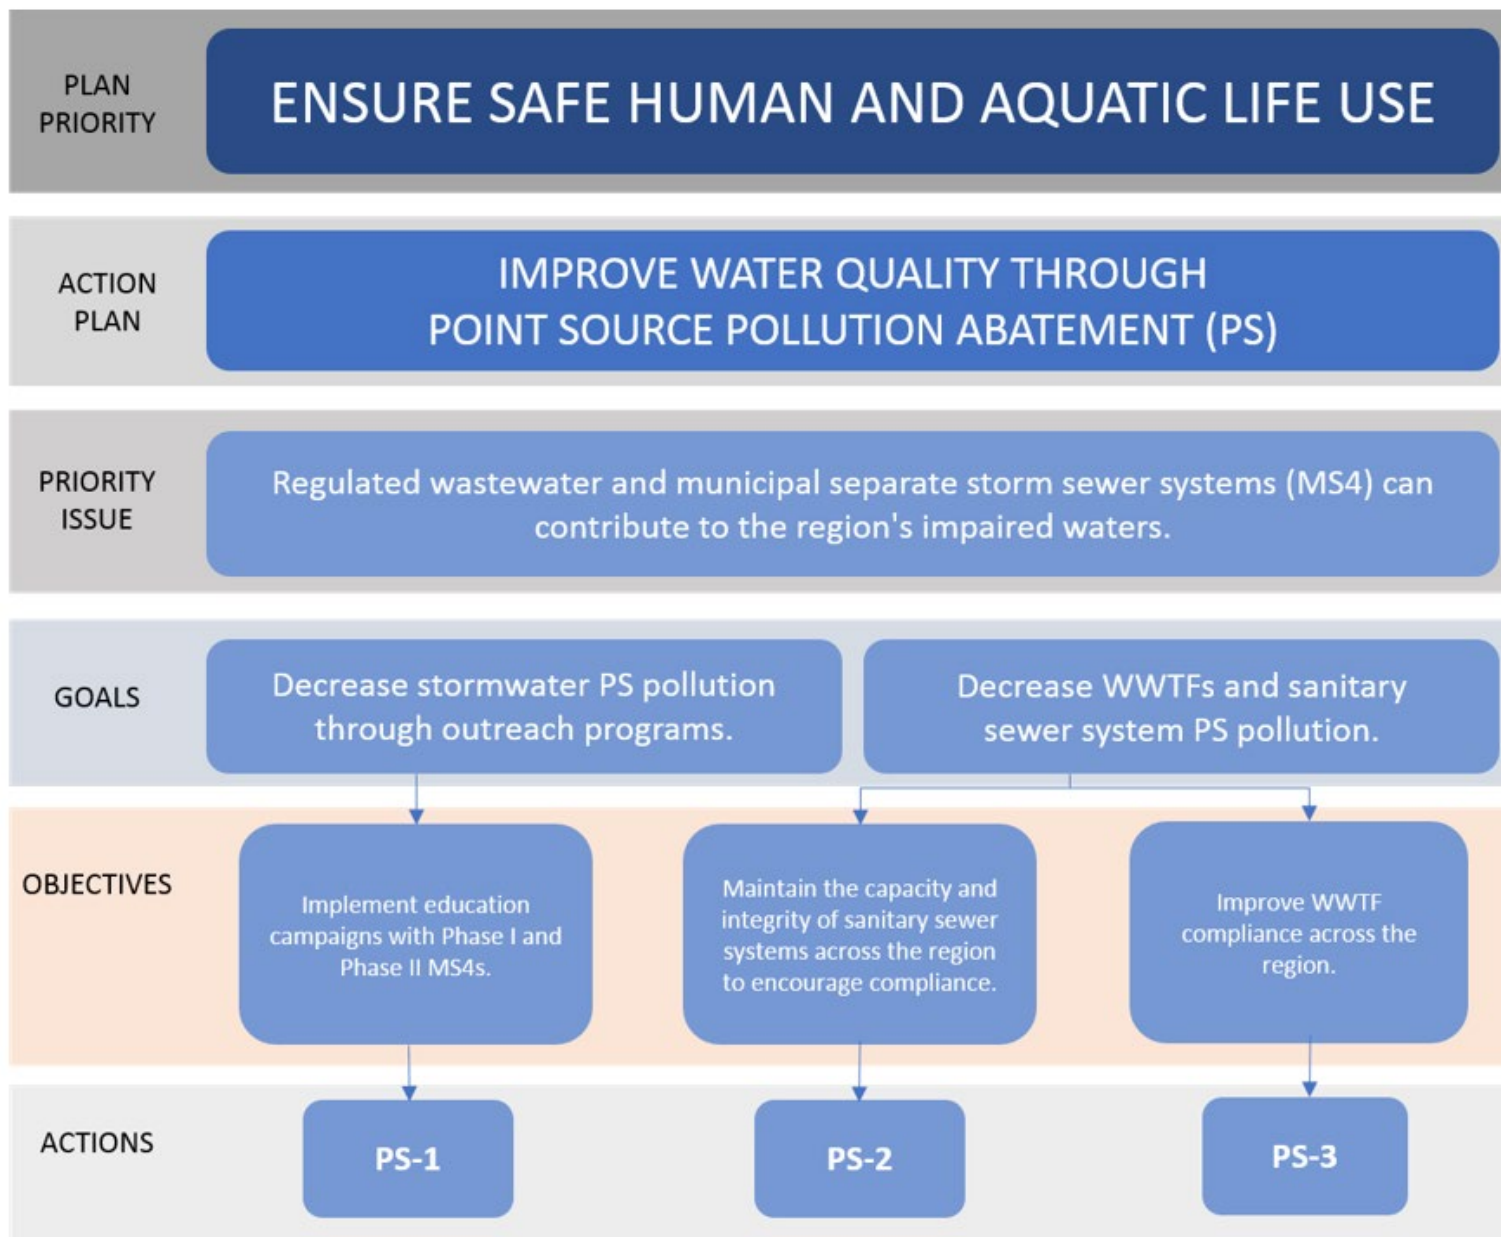 PLAN
PRIORITY
ENSURE SAFE HUMAN AND AQUATIC LIFE USE
ACTION
PLAN
IMPROVE WATER QUALITY THROUGH
POINT SOURCE POLLUTION ABATEMENT (PS)
PRIORITY
ISSUE
Regulated wastewater and municipal separate storm sewer systems (MS4) can
contribute to the region's impaired waters.
GOALS
Decrease stormwater PS pollution
through outreach programs.
Decrease WWTFs and sanitary
sewer system PS pollution.
OBJECTIVES
Implement education
campaigns with Phase I and
Phase II MS4s.
Maintain the capacity and
integrity of sanitary sewer
systems across the region
to encourage compliance.
Improve WWTF
compliance across the
region.
ACTIONS
PS-1
PS-2
PS-3